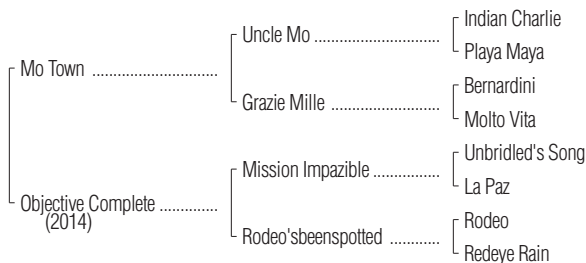 Indian Charlie
Uncle Mo ..................................
Playa Maya
Mo Town ..................................
Bernardini
Grazie Mille .............................
Molto Vita
Unbridled's Song
Mission Impazible ..................
La Paz
Objective Complete ...............
(2014)
Rodeo
Rodeo'sbeenspotted .............
Redeye Rain